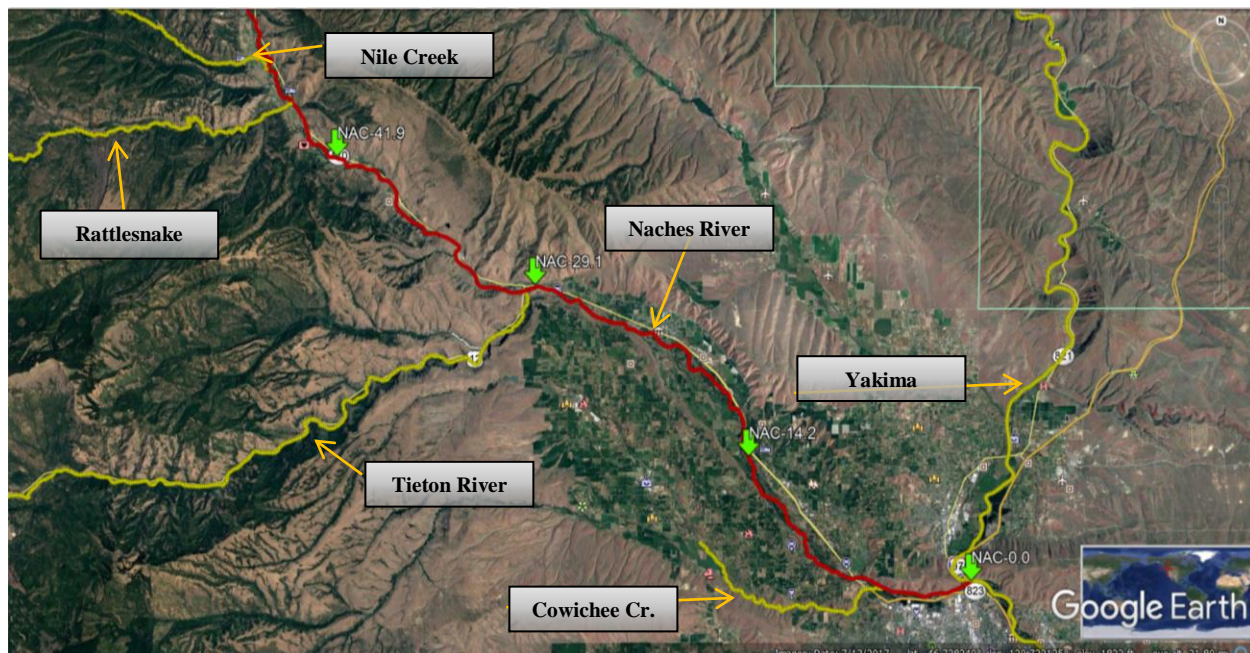 Nile Creek
NAC-41.9
Rattlesnake
Naches River
NAC-29.1
Yakima
821
NAC-14.2
Tieton River
NAC-0.0
823
Cowichee Cr.
Google Earth
N